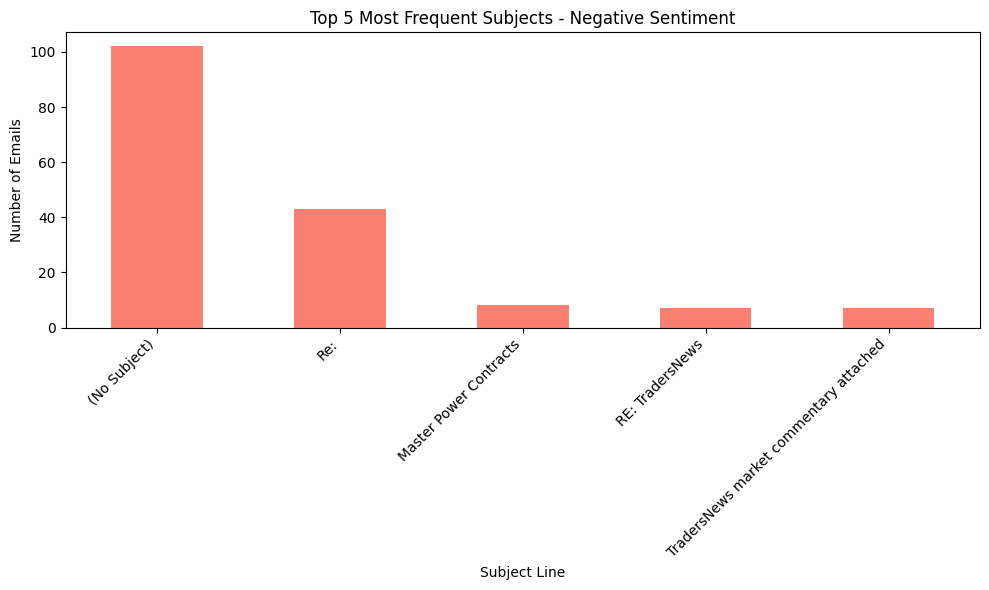 Top 5 Most Frequent Subjects - Negative Sentiment
Number of Emails
100
80
60
40
20
0
(No Subject)
Re:
Master Power Contracts
RE: TradersNews
TradersNews market commentary attached
Subject Line